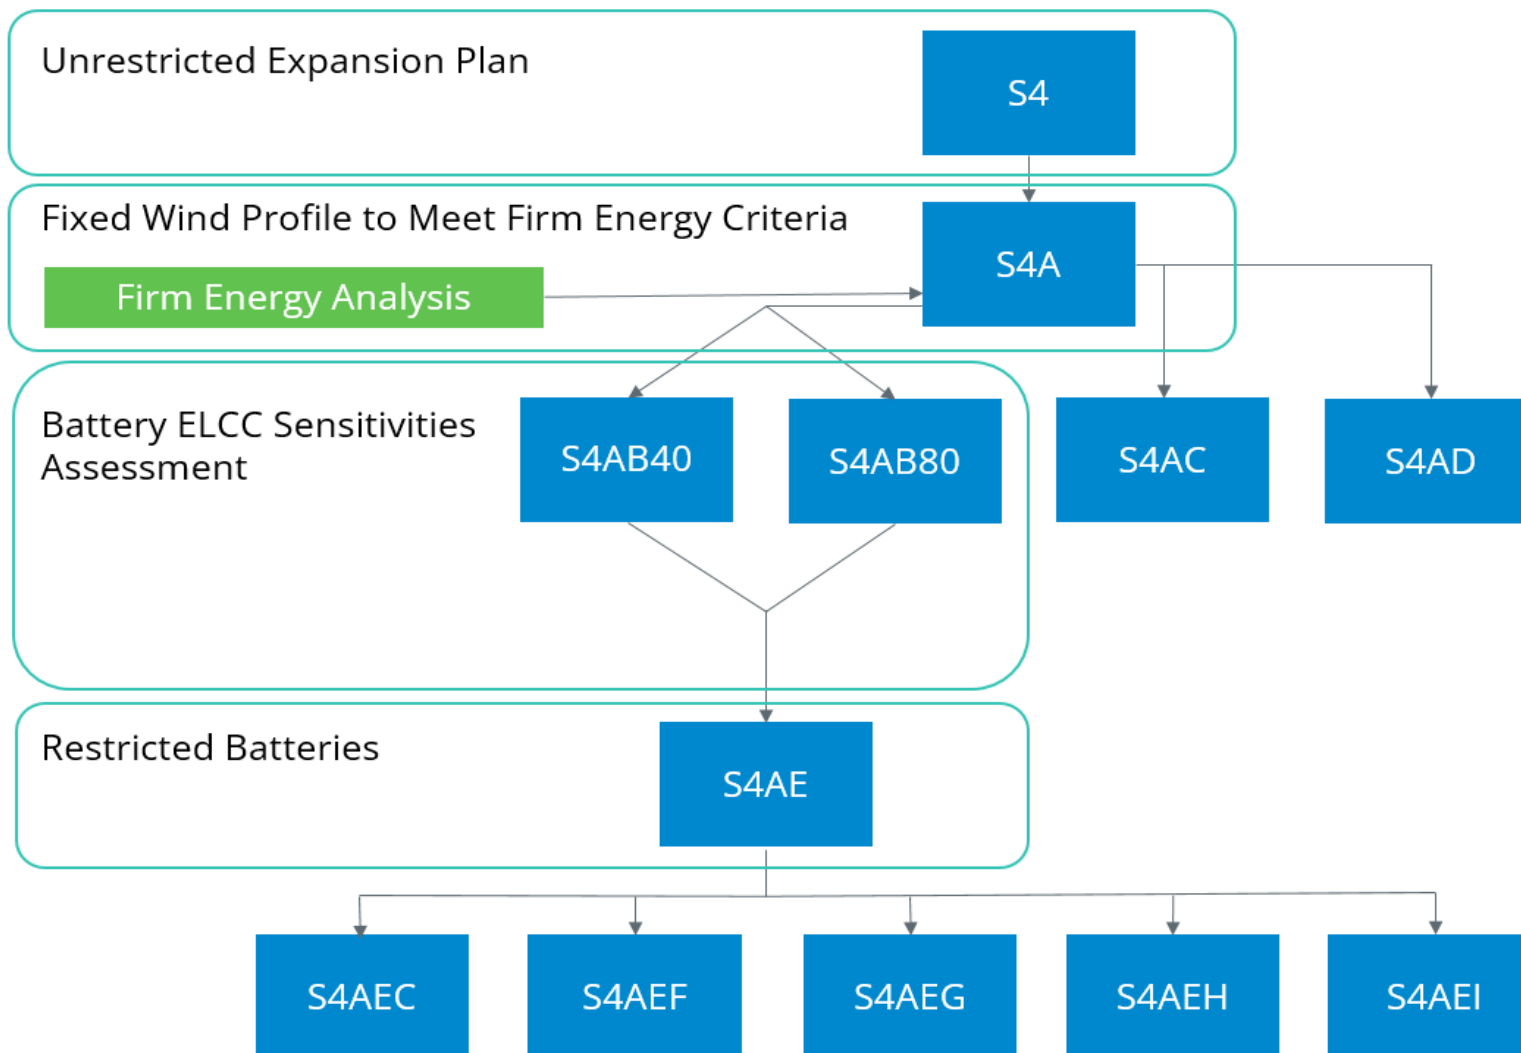 Unrestricted Expansion Plan
S4
Fixed Wind Profile to Meet Firm Energy Criteria
S4A
Firm Energy Analysis
Battery ELCC Sensitivities
Assessment
S4AB40
S4AB80
S4AC
S4AD
Restricted Batteries
S4AE
S4AEC
S4AEF
S4AEG
S4AEH
S4AEI